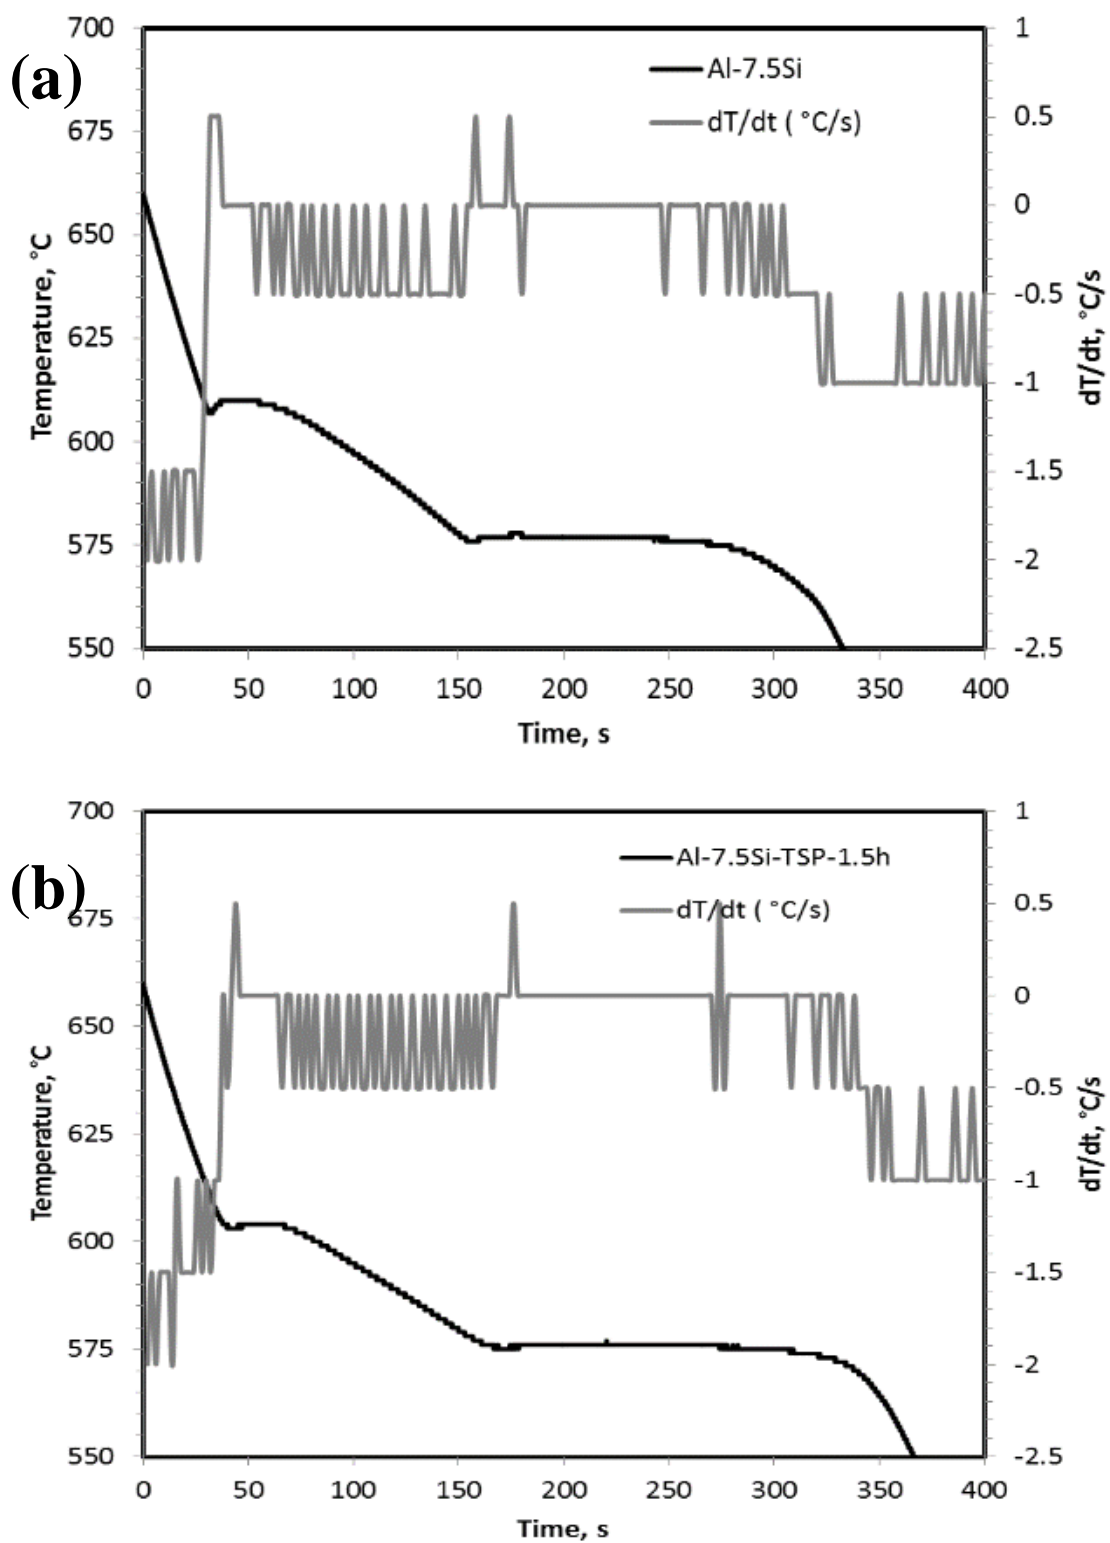 (a)
700
675
650
625
600
575
550
Temperature, °C
Al-7.5Si
dT/dt ( °C/s)
1
0.5
0
-0.5
-1
-1.5
-2
-2.5
dT/dt, °C/s
0 50 100 150 200 250 300 350 400
Time, s
(b)
700
675
650
625
600
575
550
Temperature, °C
Al-7.5Si-TSP-1.5h
dT/dt ( °C/s)
1
0.5
0
-0.5
-1
-1.5
-2
-2.5
dT/dt, °C/s
0 50 100 150 200 250 300 350 400
Time, s